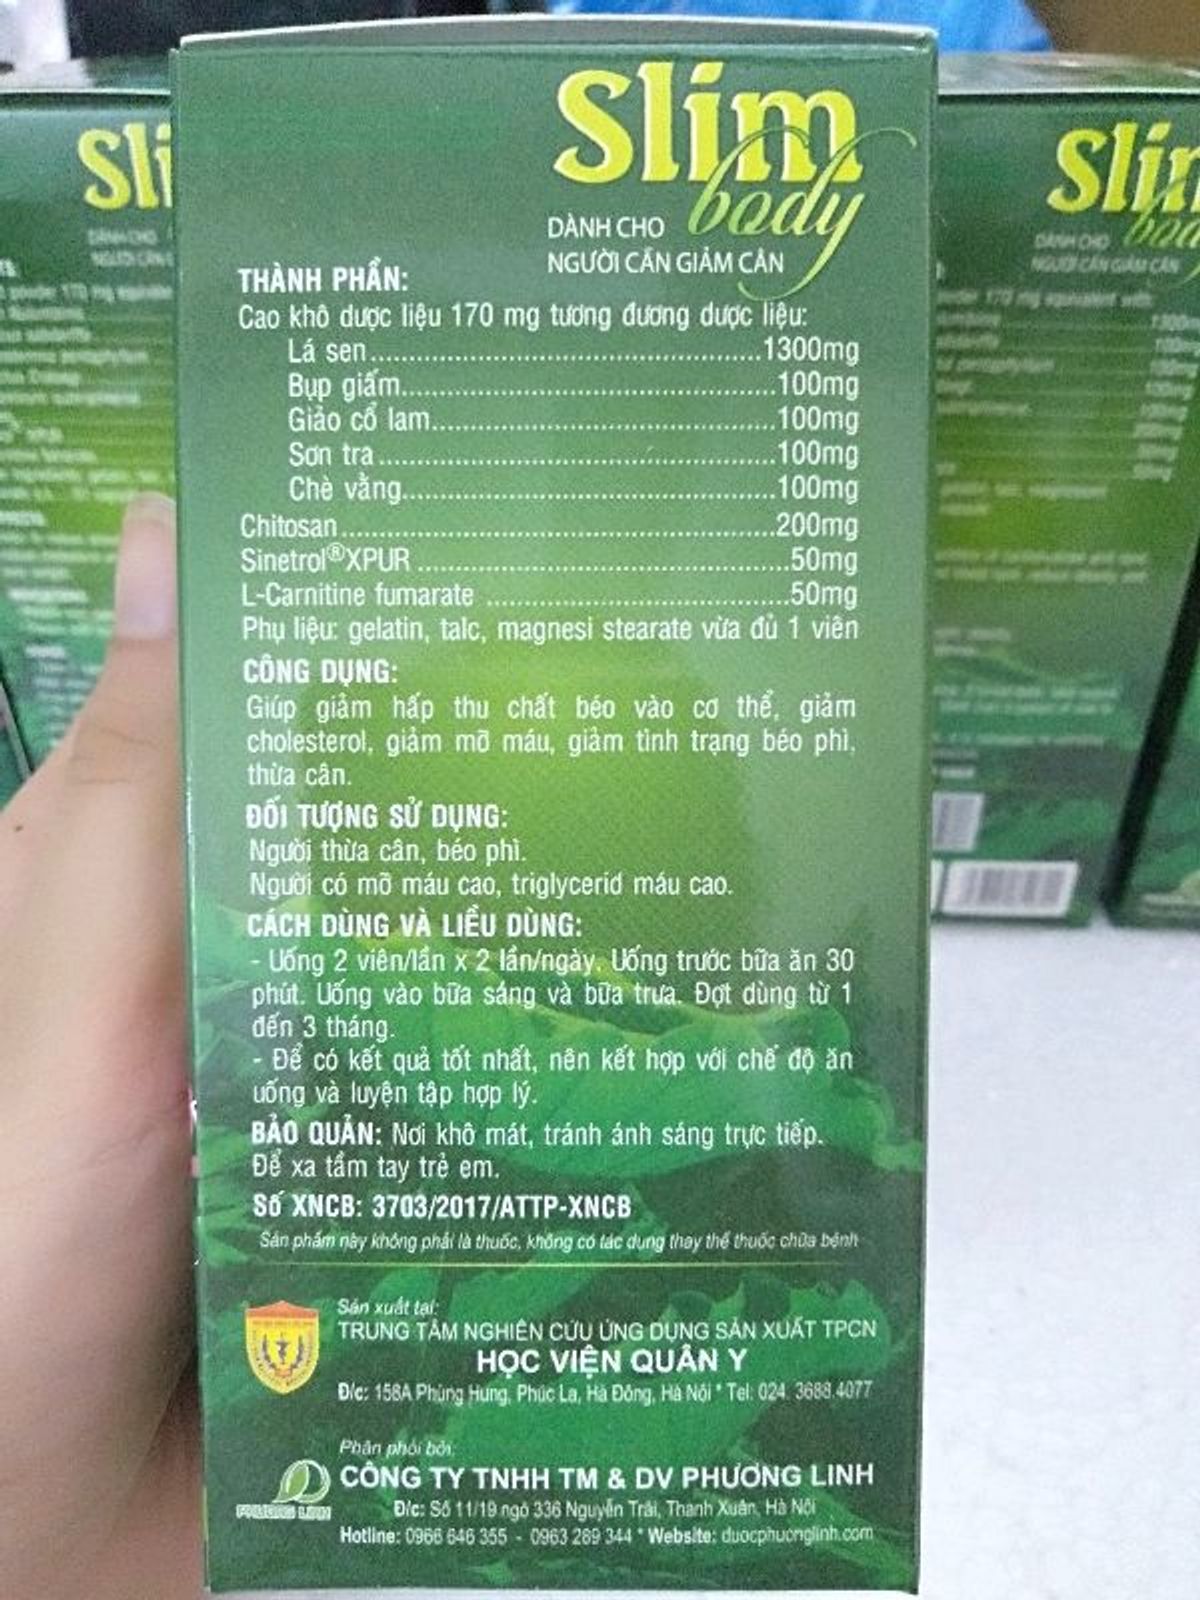 Slim
body
DÀNH CHO
NGƯỜI CẦN GIẢM CÂN
THÀNH PHẦN:
Cao khô dược liệu 170 mg tương đương dược liệu:
Lá sen..........1300mg
Bụp giấm..........100mg
Giảo cổ lam..........100mg
Sơn tra..........100mg
Chè vằng..........100mg
Chitosan..........200mg
Sinetrol®XPUR..........50mg
L-Carnitine fumarate..........50mg
Phụ liệu: gelatin, talc, magnesi stearate vừa đủ 1 viên
CÔNG DỤNG:
Giúp giảm hấp thu chất béo vào cơ thể, giảm
cholesterol, giảm mỡ máu, giảm tình trạng béo phì,
thừa cân.
ĐỐI TƯỢNG SỬ DỤNG:
Người thừa cân, béo phì.
Người có mỡ máu cao, triglycerid máu cao.
CÁCH DÙNG VÀ LIỀU DÙNG:
- Uống 2 viên/lần x 2 lần/ngày. Uống trước bữa ăn 30
phút. Uống vào bữa sáng và bữa trưa. Đợt dùng từ 1
đến 3 tháng.
- Để có kết quả tốt nhất, nên kết hợp với chế độ ăn
uống và luyện tập hợp lý.
BẢO QUẢN: Nơi khô mát, tránh ánh sáng trực tiếp.
Để xa tầm tay trẻ em.
Số XNCB: 3703/2017/ATTP-XNCB
Sản phẩm này không phải là thuốc, không có tác dụng thay thế thuốc chữa bệnh
Sản xuất tại:
TRUNG TÂM NGHIÊN CỨU ỨNG DỤNG SẢN XUẤT TPCN
HỌC VIỆN QUÂN Y
Đ/c: 158A Phùng Hưng, Phúc La, Hà Đông, Hà Nội * Tel: 024. 3688.4077
Phân phối bởi:
CÔNG TY TNHH TM & DV PHƯƠNG LINH
PHƯƠNG LINH
Đ/c: Số 11/19 ngõ 336 Nguyễn Trãi, Thanh Xuân, Hà Nội
Hotline: 0966 646 355 - 0963 289 344 * Website: duocphuonglinh.com